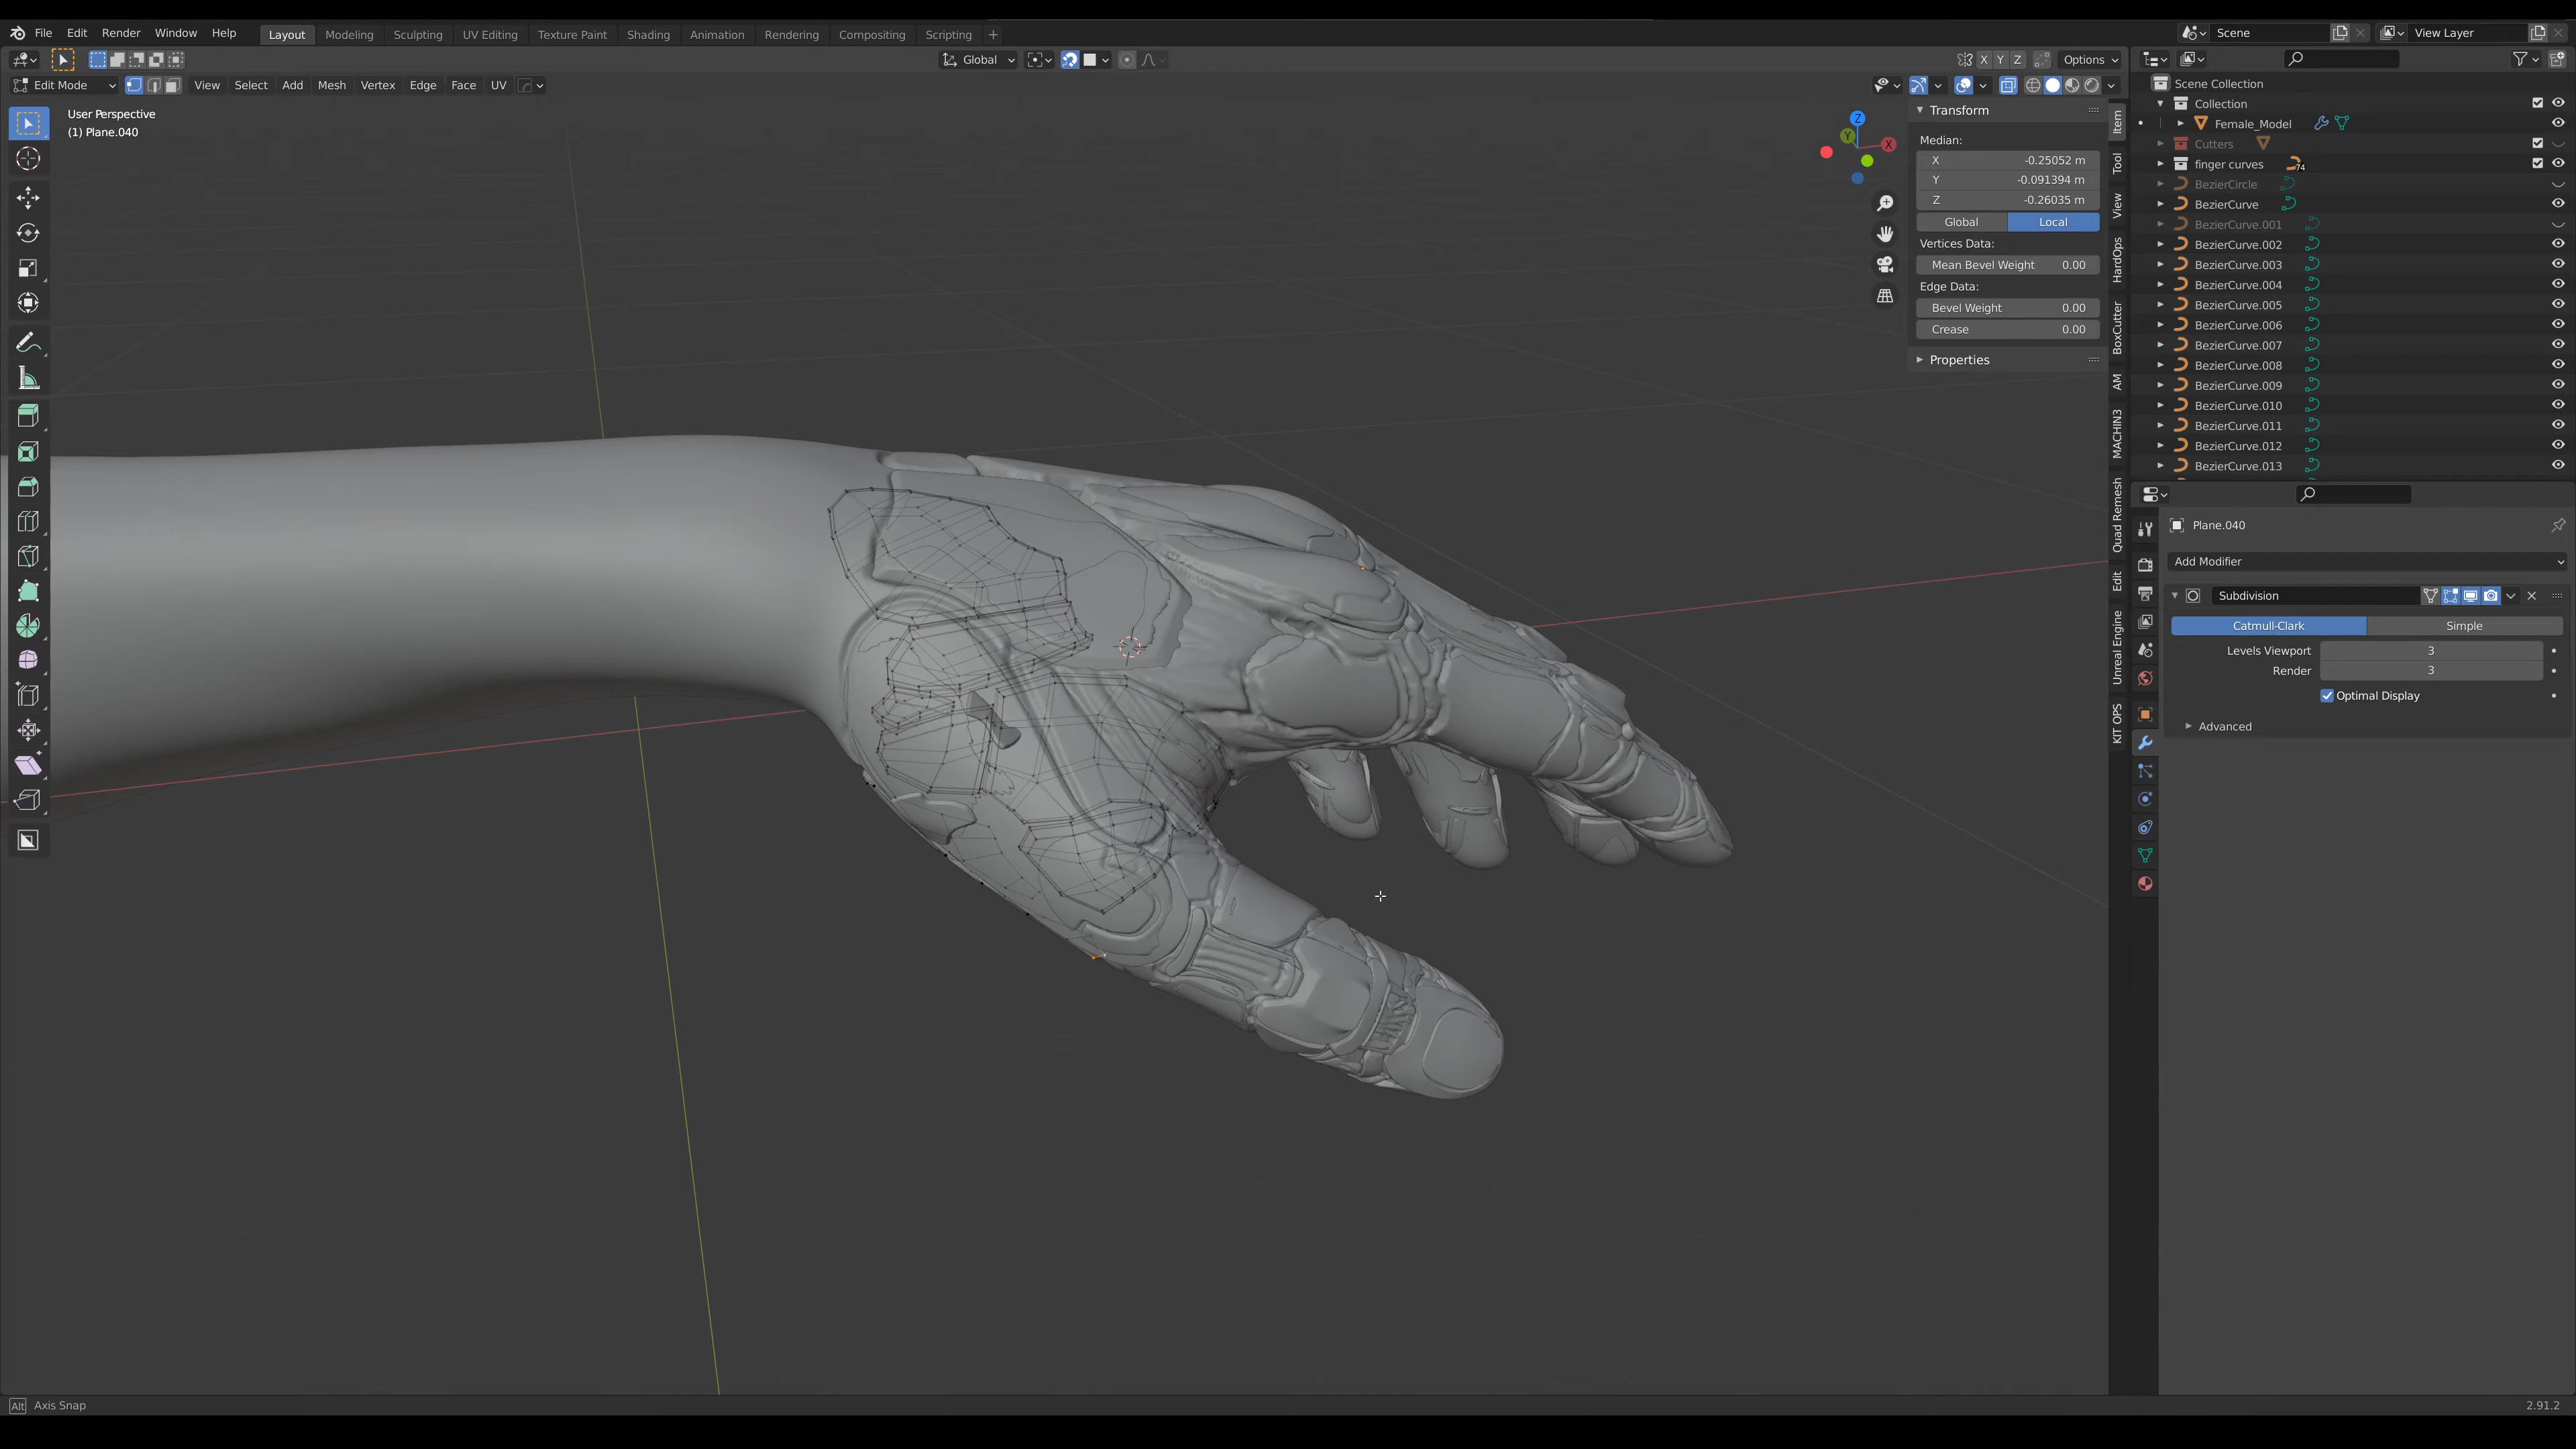 File Edit Render Window Help Layout Modeling Sculpting UV Editing Texture Paint Shading Animation Rendering Compositing Scripting + Scene View Layer
Global X Y Z Options
Edit Mode View Select Add Mesh Vertex Edge Face UV
User Perspective
(1) Plane.040
Z
Y
X
Transform
Median:
X -0.25052 m
Y -0.091394 m
Z -0.26035 m
Global Local
Vertices Data:
Mean Bevel Weight 0.00
Edge Data:
Bevel Weight 0.00
Crease 0.00
Properties
Item
Tool
View
HardOps
BoxCutter
AM
MACHIN3
Quad Remesh
Edit
Unreal Engine
KIT OPS
Scene Collection
Collection
Female_Model
Cutters
finger curves 74
BezierCircle
BezierCurve
BezierCurve.001
BezierCurve.002
BezierCurve.003
BezierCurve.004
BezierCurve.005
BezierCurve.006
BezierCurve.007
BezierCurve.008
BezierCurve.009
BezierCurve.010
BezierCurve.011
BezierCurve.012
BezierCurve.013
Plane.040
Add Modifier
Subdivision
Catmull-Clark Simple
Levels Viewport 3
Render 3
Optimal Display
Advanced
Alt Axis Snap
2.91.2